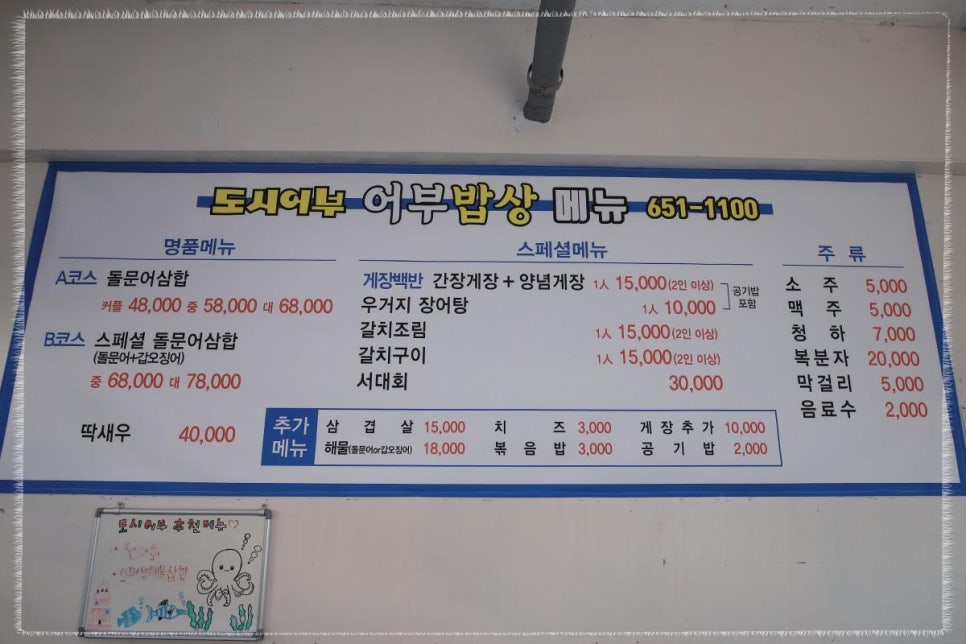 도시어부 어부밥상 메뉴 651-1100
명품메뉴
A코스 돌문어삼합
커플 48,000 중 58,000 대 68,000
B코스 스페셜 돌문어삼합
(돌문어+갑오징어)
중 68,000 대 78,000
딱새우 40,000
스페셜메뉴
게장백반 간장게장+양념게장 1人 15,000(2인 이상)
우거지 장어탕 1人 10,000
공기밥
포함
갈치조림 1人 15,000(2인 이상)
갈치구이 1人 15,000(2인 이상)
서대회 30,000
주류
소주 5,000
맥주 5,000
청하 7,000
복분자 20,000
막걸리 5,000
음료수 2,000
추가
메뉴
삼겹살 15,000 치즈 3,000 게장추가 10,000
해물(돌문어or갑오징어) 18,000 볶음밥 3,000 공기밥 2,000
도시어부 추천메뉴♡